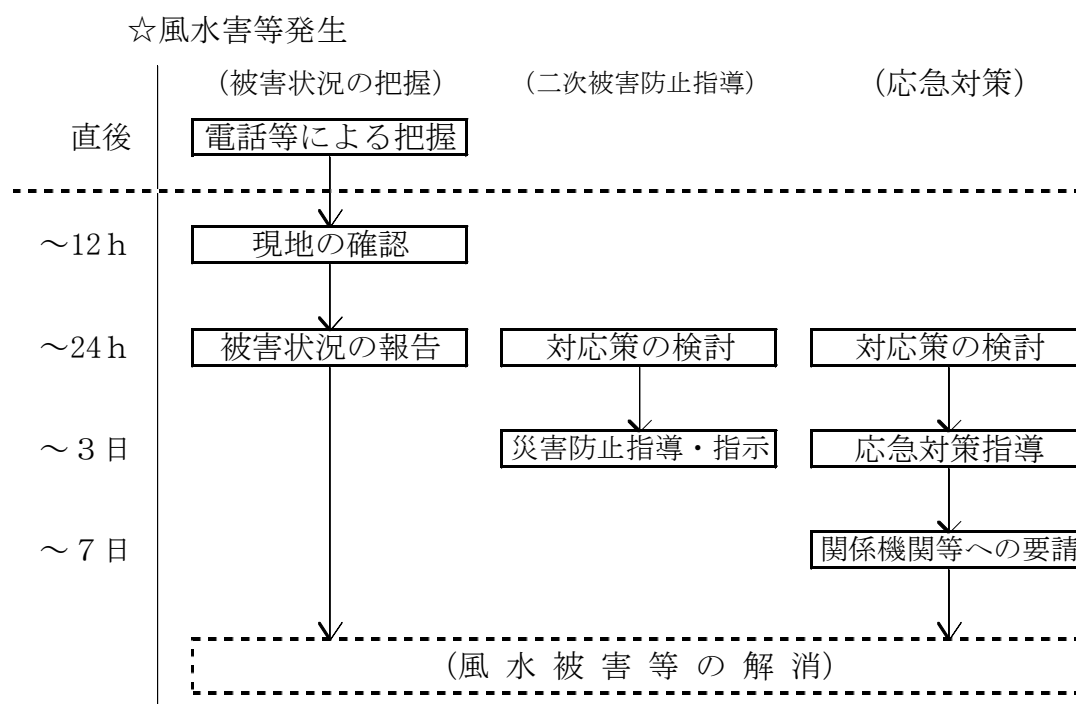 ☆風水害等発生
(被害状況の把握) (二次被害防止指導) (応急対策)
直後 電話等による把握
～12h 現地の確認
～24h 被害状況の報告 対応策の検討 対応策の検討
～3日 災害防止指導・指示 応急対策指導
～7日 関係機関等への要請
(風水被害等の解消)